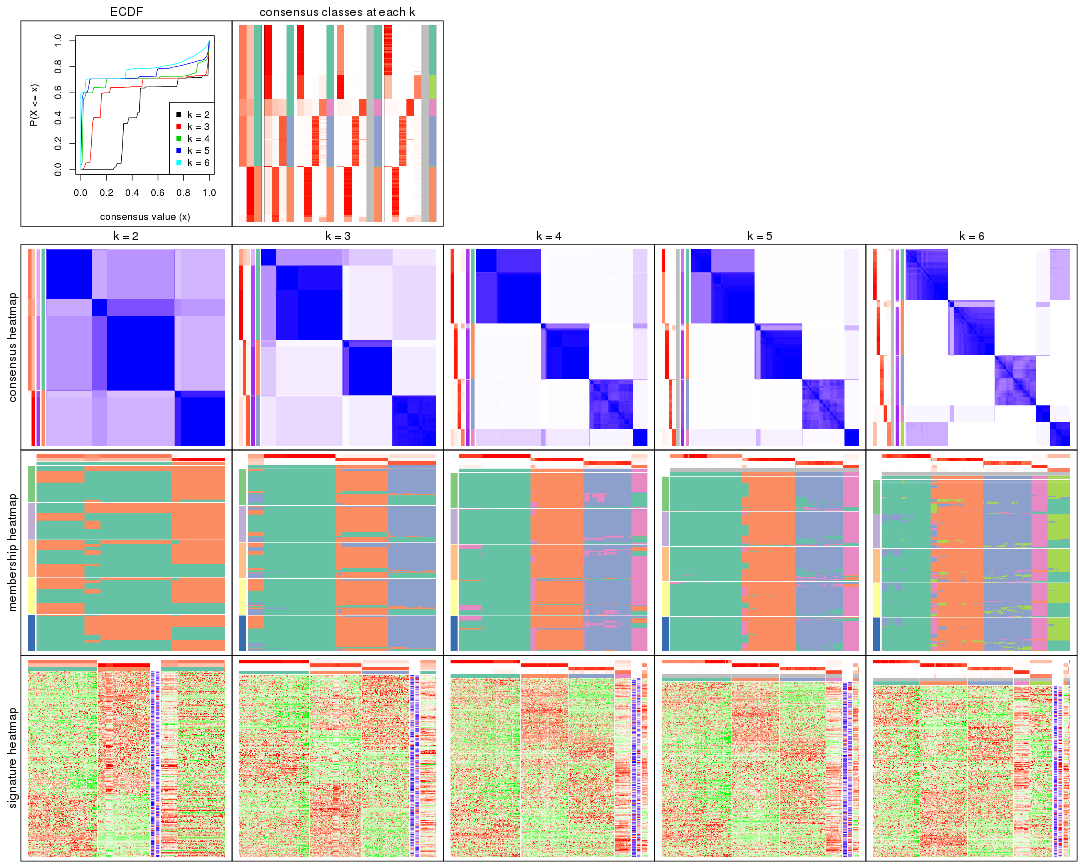 ECDF
consensus classes at each k
P(X <= x)
0.0 0.2 0.4 0.6 0.8 1.0
k = 2
k = 3
k = 4
k = 5
k = 6
0.0 0.2 0.4 0.6 0.8 1.0
consensus value (x)
k = 2 k = 3 k = 4 k = 5 k = 6
consensus heatmap
membership heatmap
signature heatmap